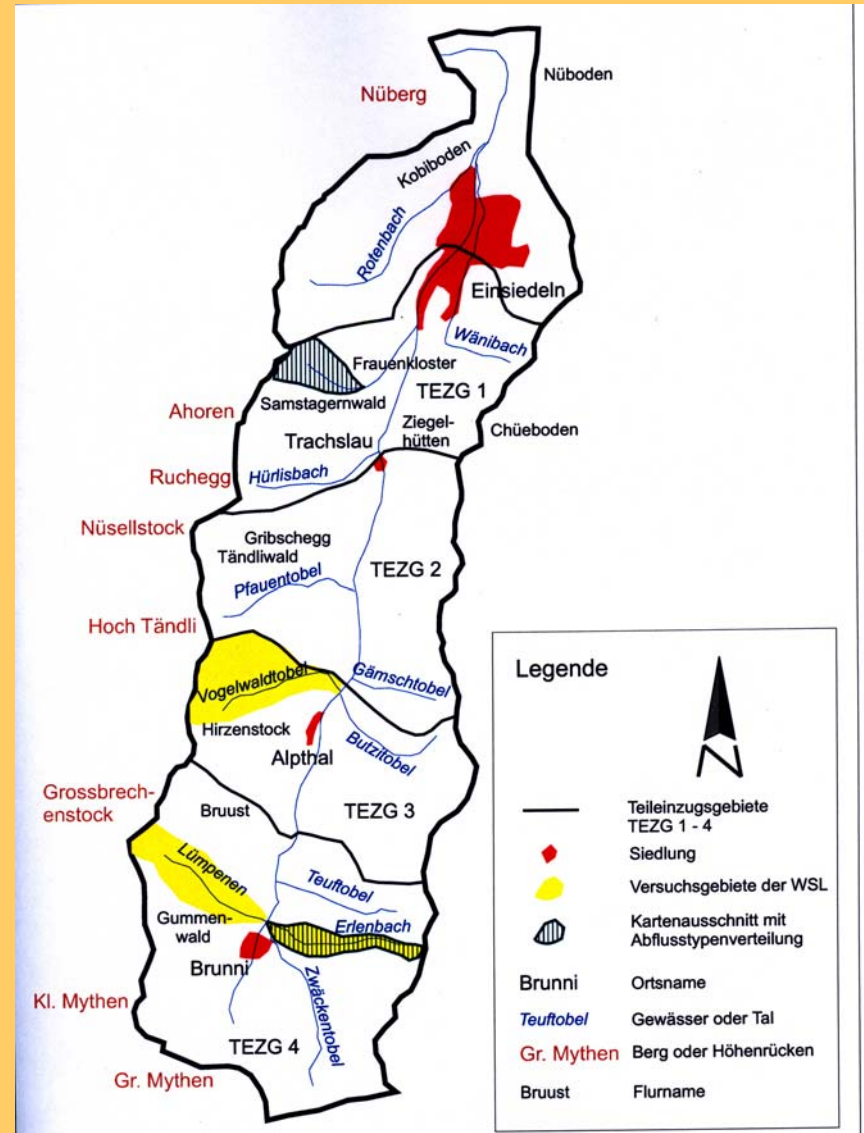 Nüboden
Nüberg
Kobiboden
Rotenbach
Einsiedeln
Wänibach
Frauenkloster
TEZG 1
Samstagernwald
Ahoren
Ziegel-
hütten
Chüeboden
Trachslau
Ruchegg
Hürlisbach
Nüsellstock
Gribschegg
Tändliwald
TEZG 2
Pfauentobel
Hoch Tändli
Gämschtobel
Vogelwaldtobel
Hirzenstock
Butzitobel
Alpthal
Grossbrech-
enstock
Bruust
TEZG 3
Lümpenen
Teuftobel
Gummen-
wald
Erlenbach
Brunni
Zwäckentobel
Kl. Mythen
TEZG 4
Gr. Mythen
Legende
N
Teileinzugsgebiete
TEZG 1 - 4
Siedlung
Versuchsgebiete der WSL
Kartenausschnitt mit
Abflusstypenverteilung
Brunni Ortsname
Teuftobel Gewässer oder Tal
Gr. Mythen Berg oder Höhenrücken
Bruust Flurname